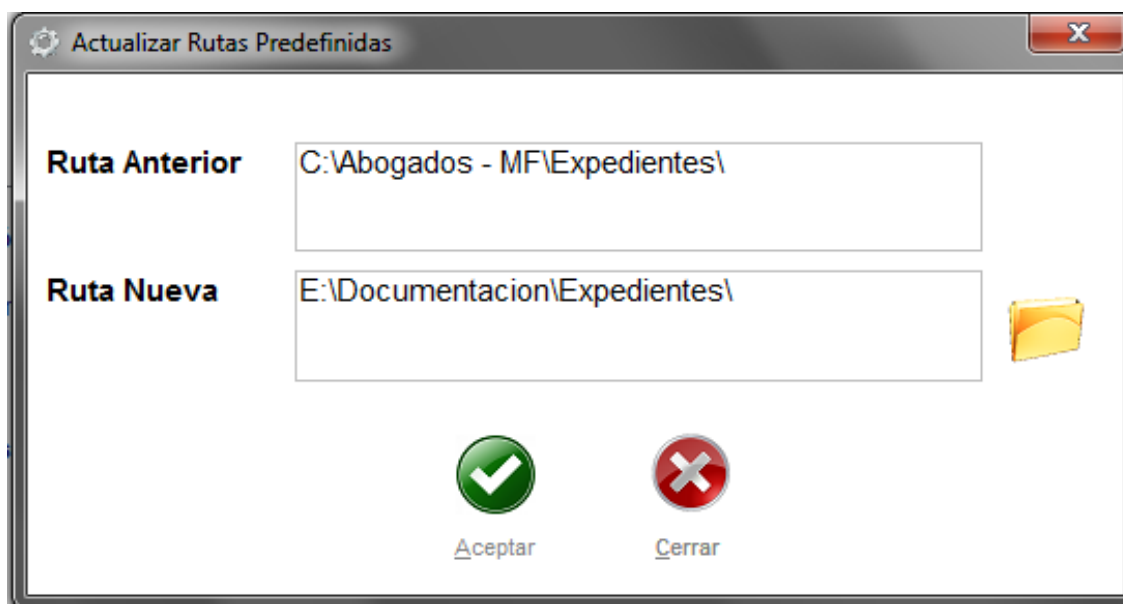 Actualizar Rutas Predefinidas
Ruta Anterior
C:\Abogados - MF\Expedientes\
Ruta Nueva
E:\Documentacion\Expedientes\
Aceptar
Cerrar